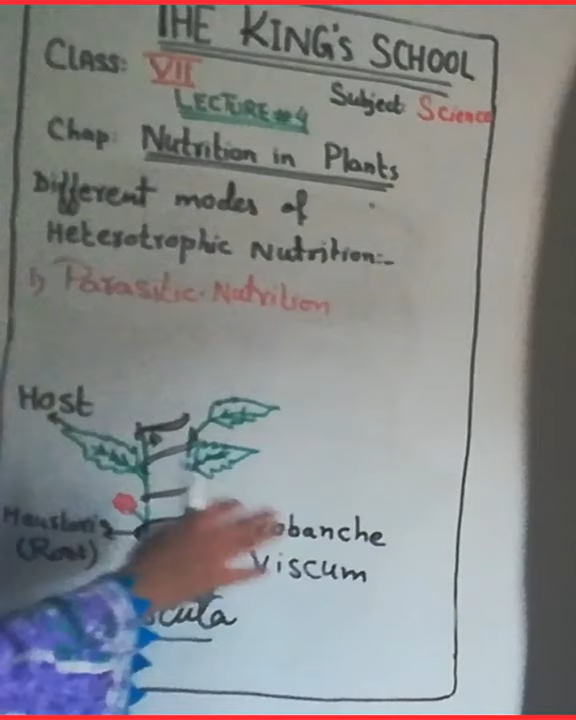 THE KING'S SCHOOL
CLASS: VII
Subject: Science
LECTURE #4
Chap: Nutrition in Plants
Different modes of
Heterotrophic Nutrition:-
1) Parasitic Nutrition
Host
Haustoria
(Root)
obanche
Viscum
scuta